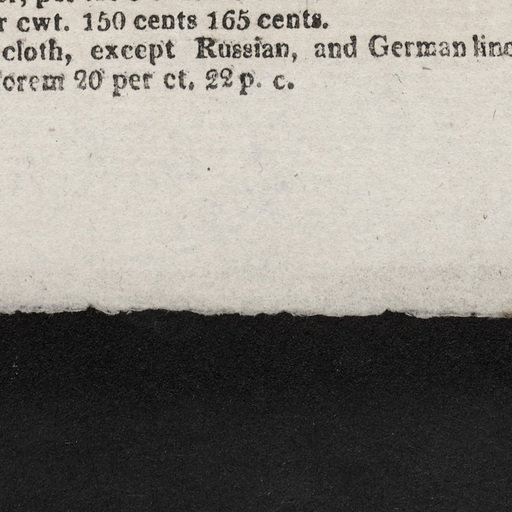 r cwt. 150 cents 165 cents.
cloth, except Russian, and German line
orem 20 per ct. 22 p. c.